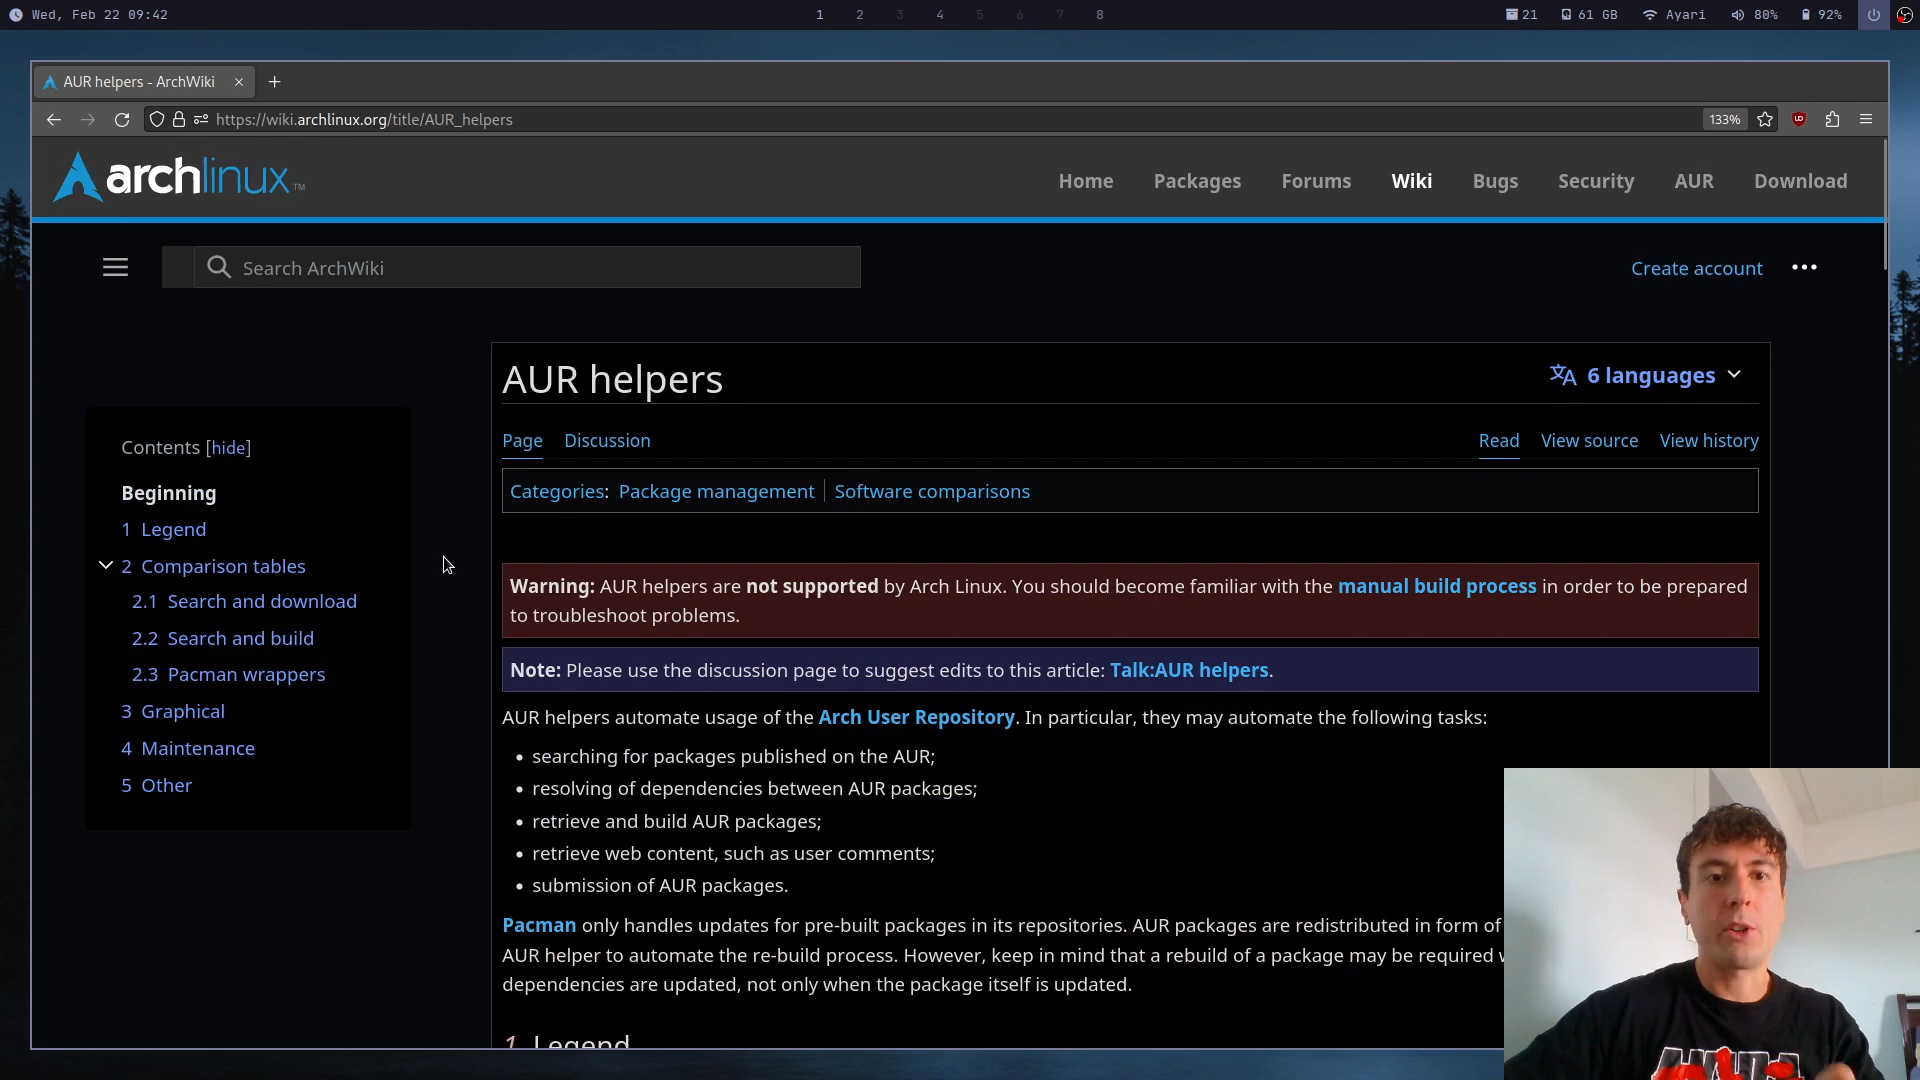 Wed, Feb 22 09:42
1 2 3 4 5 6 7 8
21 61 GB Ayari 80% 92%
AUR helpers - ArchWiki
https://wiki.archlinux.org/title/AUR_helpers 133%
archlinux™
Home Packages Forums Wiki Bugs Security AUR Download
Search ArchWiki
Create account
AUR helpers
6 languages
Page Discussion
Read View source View history
Categories: Package management Software comparisons
Contents [hide]
Beginning
1 Legend
2 Comparison tables
2.1 Search and download
2.2 Search and build
2.3 Pacman wrappers
3 Graphical
4 Maintenance
5 Other
Warning: AUR helpers are not supported by Arch Linux. You should become familiar with the manual build process in order to be prepared
to troubleshoot problems.
Note: Please use the discussion page to suggest edits to this article: Talk:AUR helpers.
AUR helpers automate usage of the Arch User Repository. In particular, they may automate the following tasks:
• searching for packages published on the AUR;
• resolving of dependencies between AUR packages;
• retrieve and build AUR packages;
• retrieve web content, such as user comments;
• submission of AUR packages.
Pacman only handles updates for pre-built packages in its repositories. AUR packages are redistributed in form of
AUR helper to automate the re-build process. However, keep in mind that a rebuild of a package may be required
dependencies are updated, not only when the package itself is updated.
1 Legend